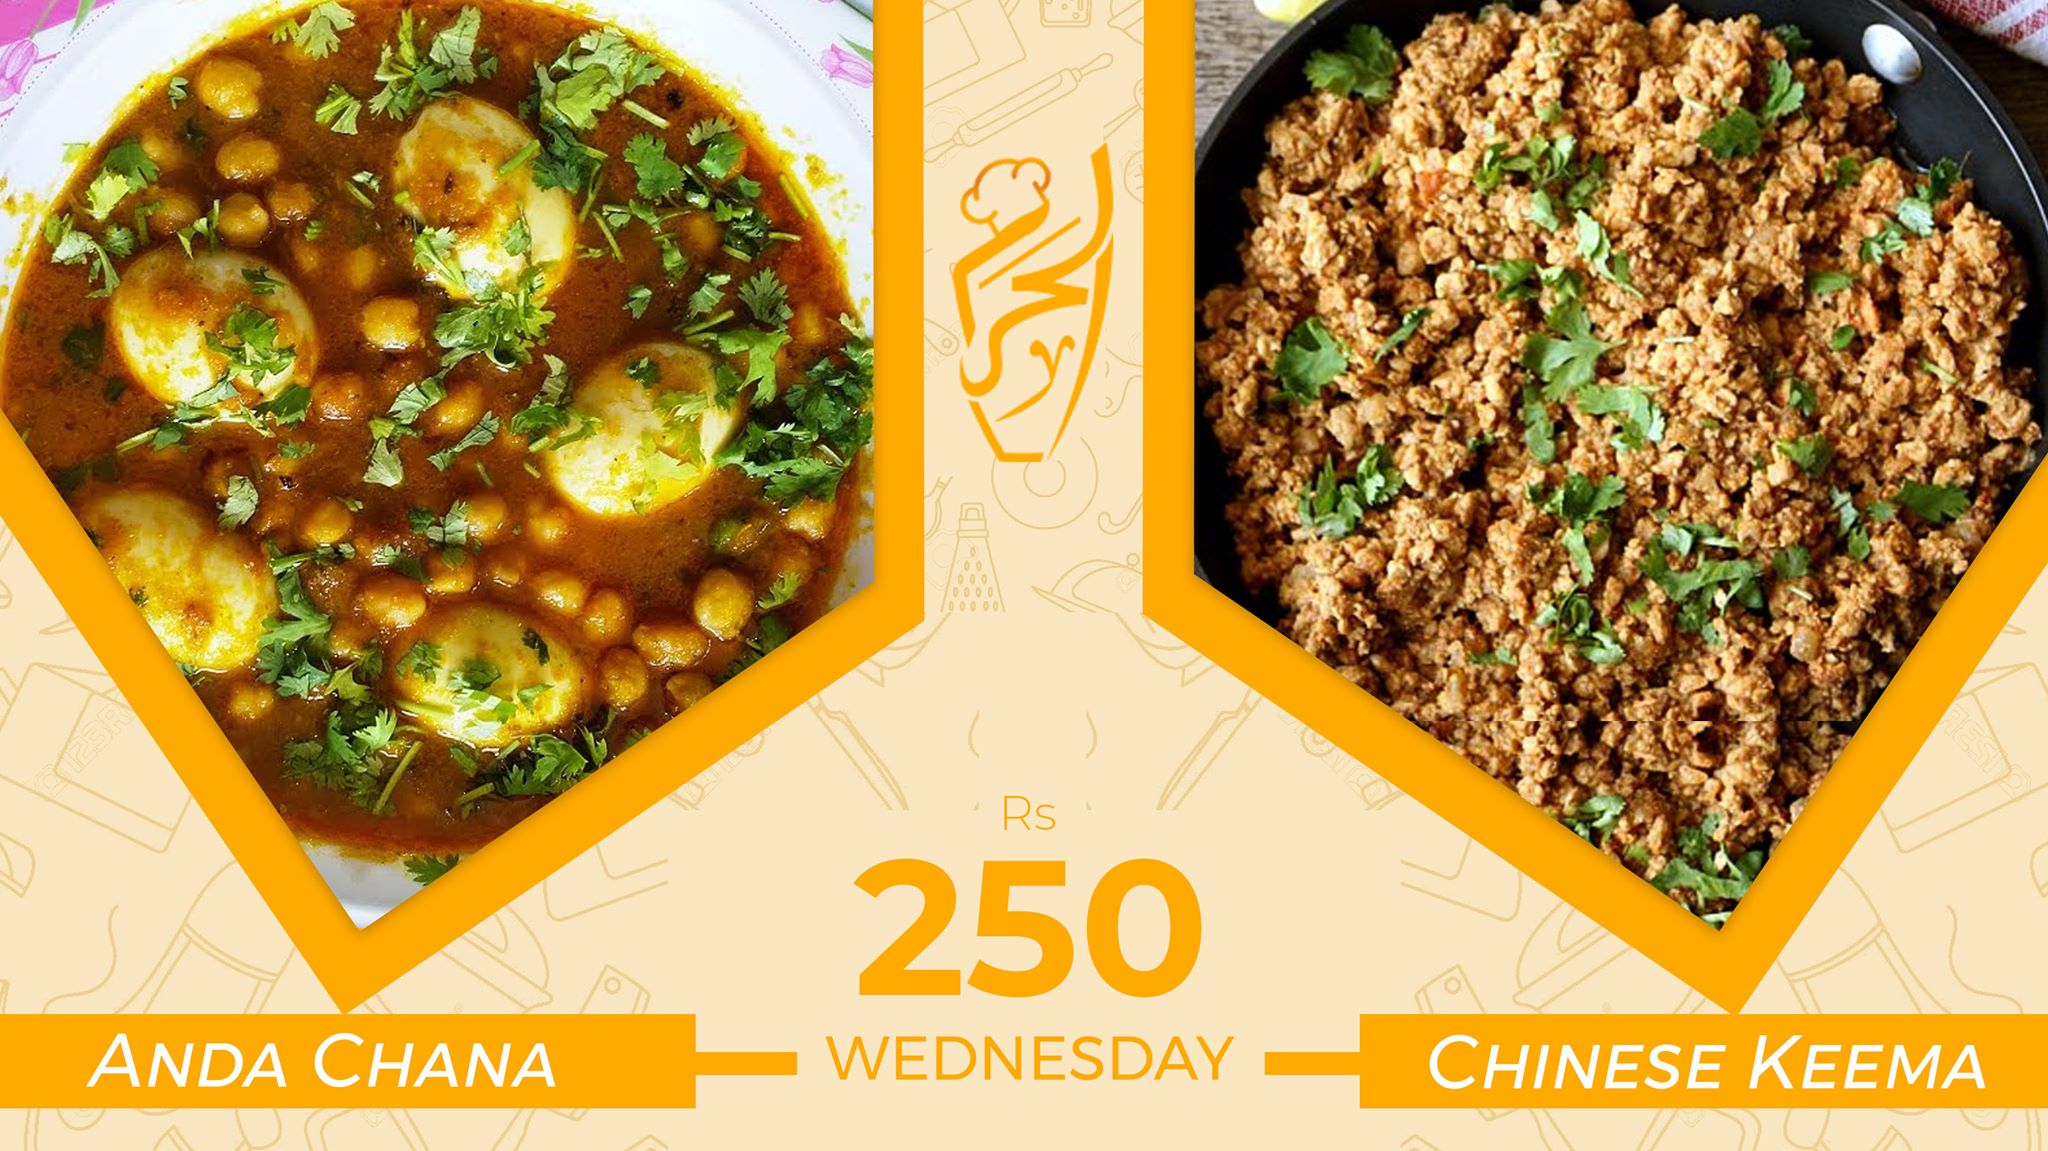 Rs
250
WEDNESDAY
ANDA CHANA
CHINESE KEEMA